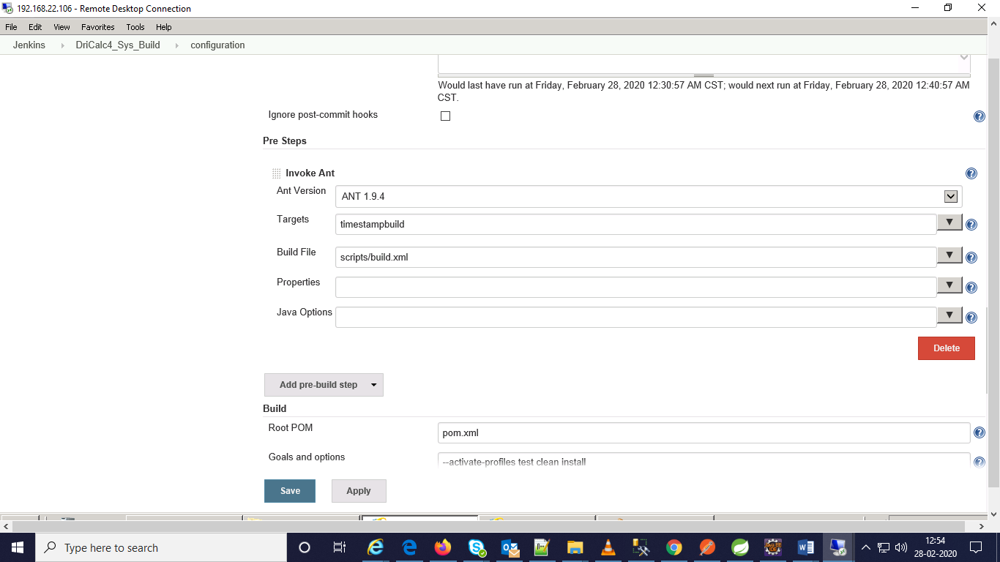 192.168.22.106 - Remote Desktop Connection
File Edit View Favorites Tools Help
Jenkins DriCalc4_Sys_Build configuration
Would last have run at Friday, February 28, 2020 12:30:57 AM CST; would next run at Friday, February 28, 2020 12:40:57 AM
CST.
Ignore post-commit hooks
Pre Steps
Invoke Ant
Ant Version ANT 1.9.4
Targets timestampbuild
Build File scripts/build.xml
Properties
Java Options
Delete
Add pre-build step
Build
Root POM pom.xml
Goals and options --activate-profiles test clean install
Save Apply
Type here to search
12:54
28-02-2020